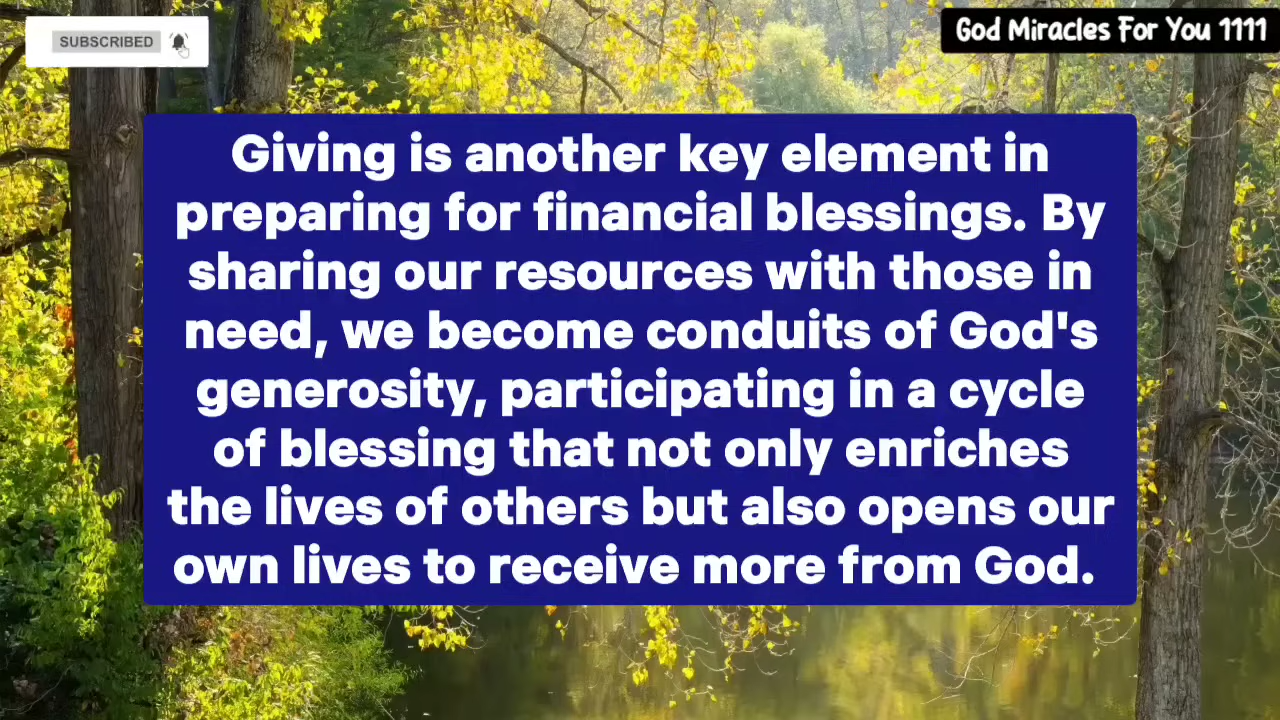 SUBSCRIBED
God Miracles For You 1111
Giving is another key element in
preparing for financial blessings. By
sharing our resources with those in
need, we become conduits of God's
generosity, participating in a cycle
of blessing that not only enriches
the lives of others but also opens our
own lives to receive more from God.